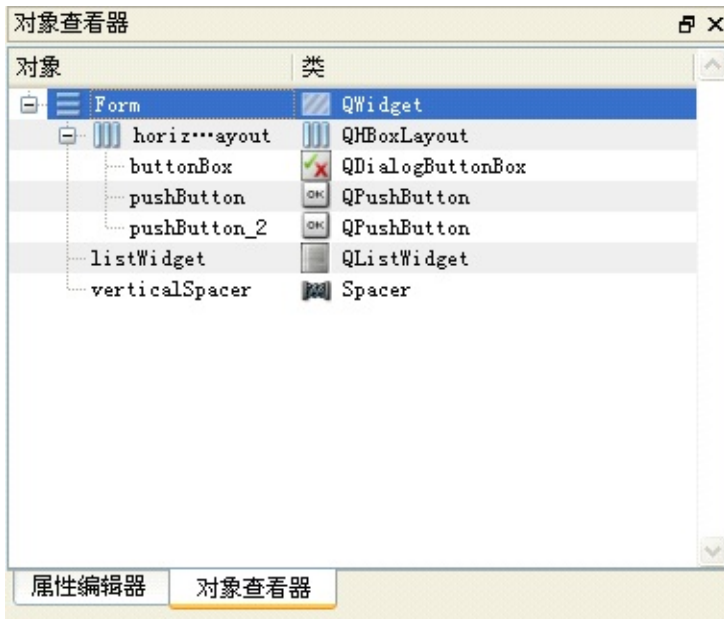 对象查看器
对象 类
Form QWidget
horiz···ayout QHBoxLayout
buttonBox QDialogButtonBox
pushButton QPushButton
pushButton_2 QPushButton
listWidget QListWidget
verticalSpacer Spacer
属性编辑器 对象查看器